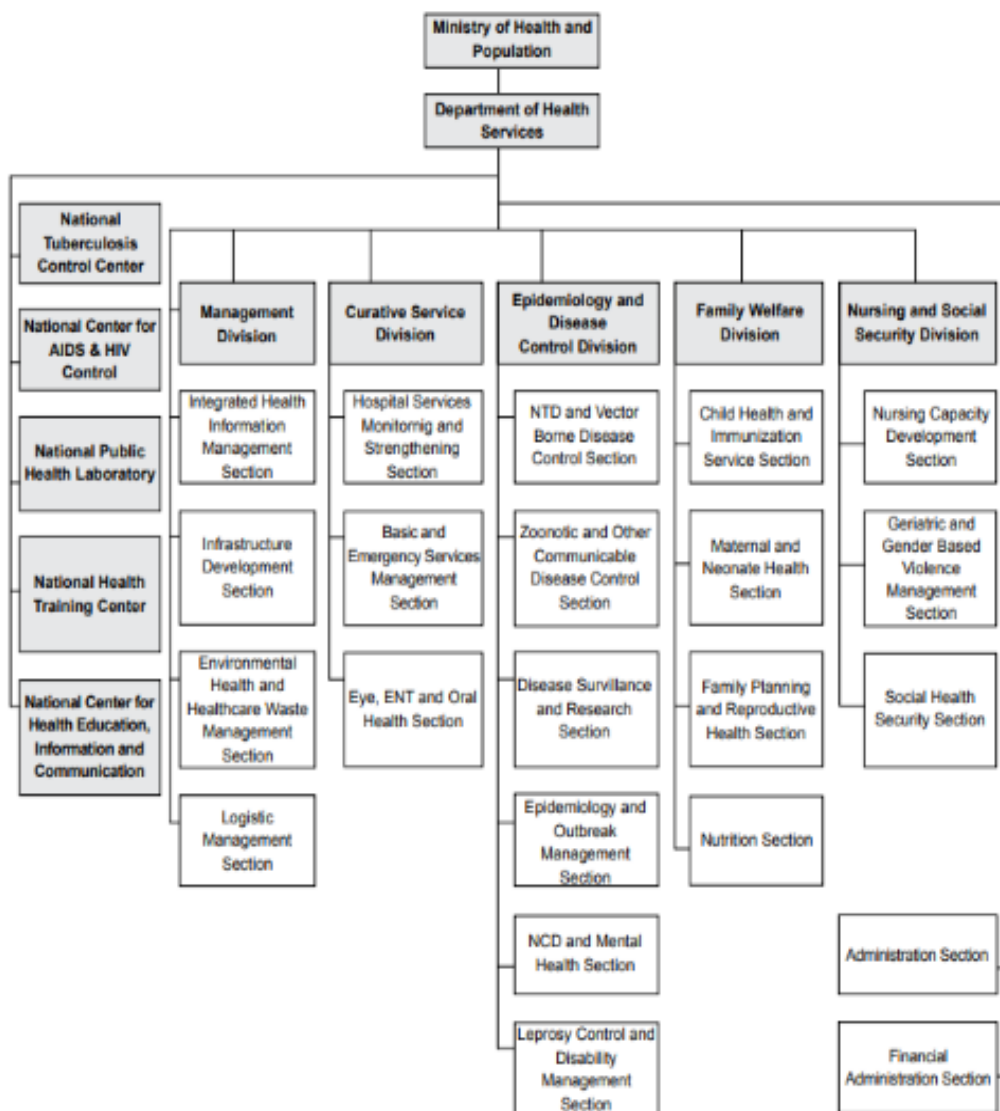 Ministry of Health and
Population
Department of Health
Services
National
Tuberculosis
Control Center
National Center for
AIDS & HIV
Control
National Public
Health Laboratory
National Health
Training Center
National Center for
Health Education,
Information and
Communication
Management
Division
Integrated Health
Information
Management
Section
Infrastructure
Development
Section
Environmental
Health and
Healthcare Waste
Management
Section
Logistic
Management
Section
Curative Service
Division
Hospital Services
Monitornig and
Strengthening
Section
Basic and
Emergency Services
Management
Section
Eye, ENT and Oral
Health Section
Epidemiology and
Disease
Control Division
NTD and Vector
Borne Disease
Control Section
Zoonotic and Other
Communicable
Disease Control
Section
Disease Survillance
and Research
Section
Epidemiology and
Outbreak
Management
Section
NCD and Mental
Health Section
Leprosy Control and
Disability
Management
Section
Family Welfare
Division
Child Health and
Immunization
Service Section
Maternal and
Neonate Health
Section
Family Planning
and Reproductive
Health Section
Nutrition Section
Nursing and Social
Security Division
Nursing Capacity
Development
Section
Geriatric and
Gender Based
Violence
Management
Section
Social Health
Security Section
Administration Section
Financial
Administration Section